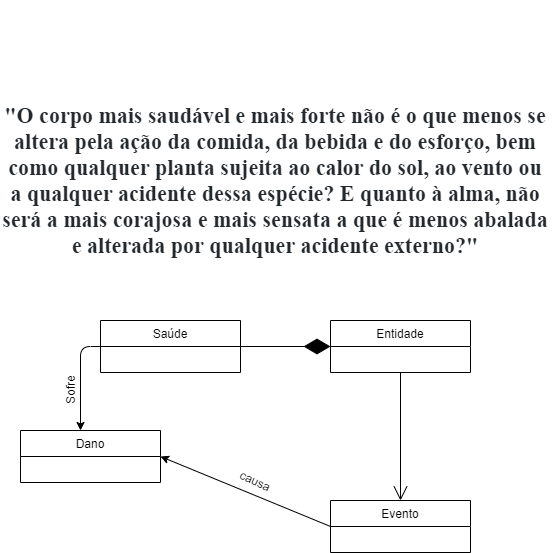 "O corpo mais saudável e mais forte não é o que menos se
altera pela ação da comida, da bebida e do esforço, bem
como qualquer planta sujeita ao calor do sol, ao vento ou
a qualquer acidente dessa espécie? E quanto à alma, não
será a mais corajosa e mais sensata a que é menos abalada
e alterada por qualquer acidente externo?"
Saúde
Entidade
Sofre
Dano
causa
Evento